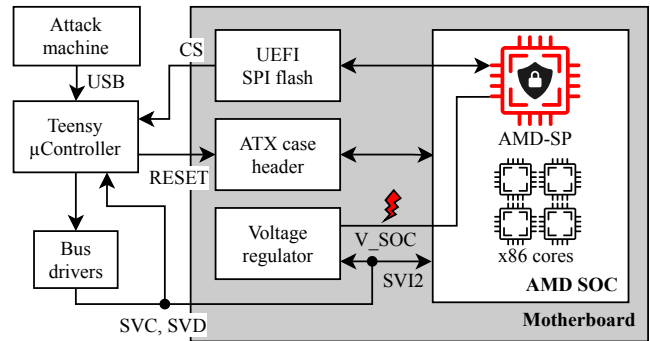 Attack
machine
USB
Teensy
μController
Bus
drivers
SVC, SVD
CS
RESET
UEFI
SPI flash
ATX case
header
Voltage
regulator
V_SOC
SVI2
AMD-SP
x86 cores
AMD SOC
Motherboard